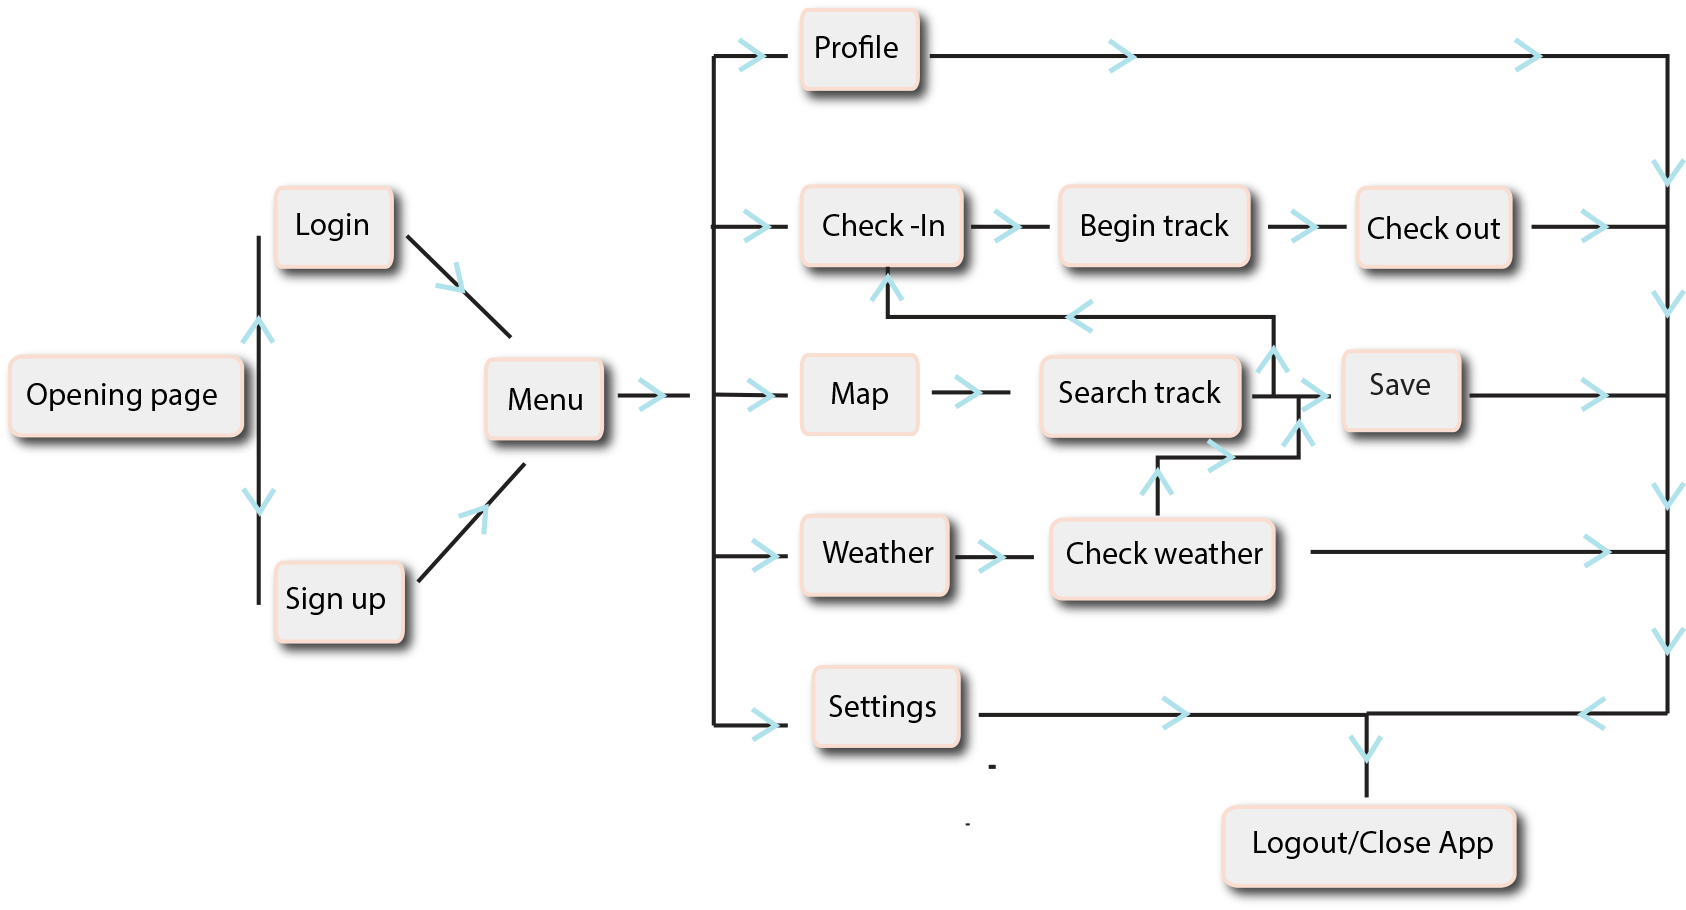 Profile
Login
Check -In
Begin track
Check out
Opening page
Menu
Map
Search track
Save
Sign up
Weather
Check weather
Settings
Logout/Close App